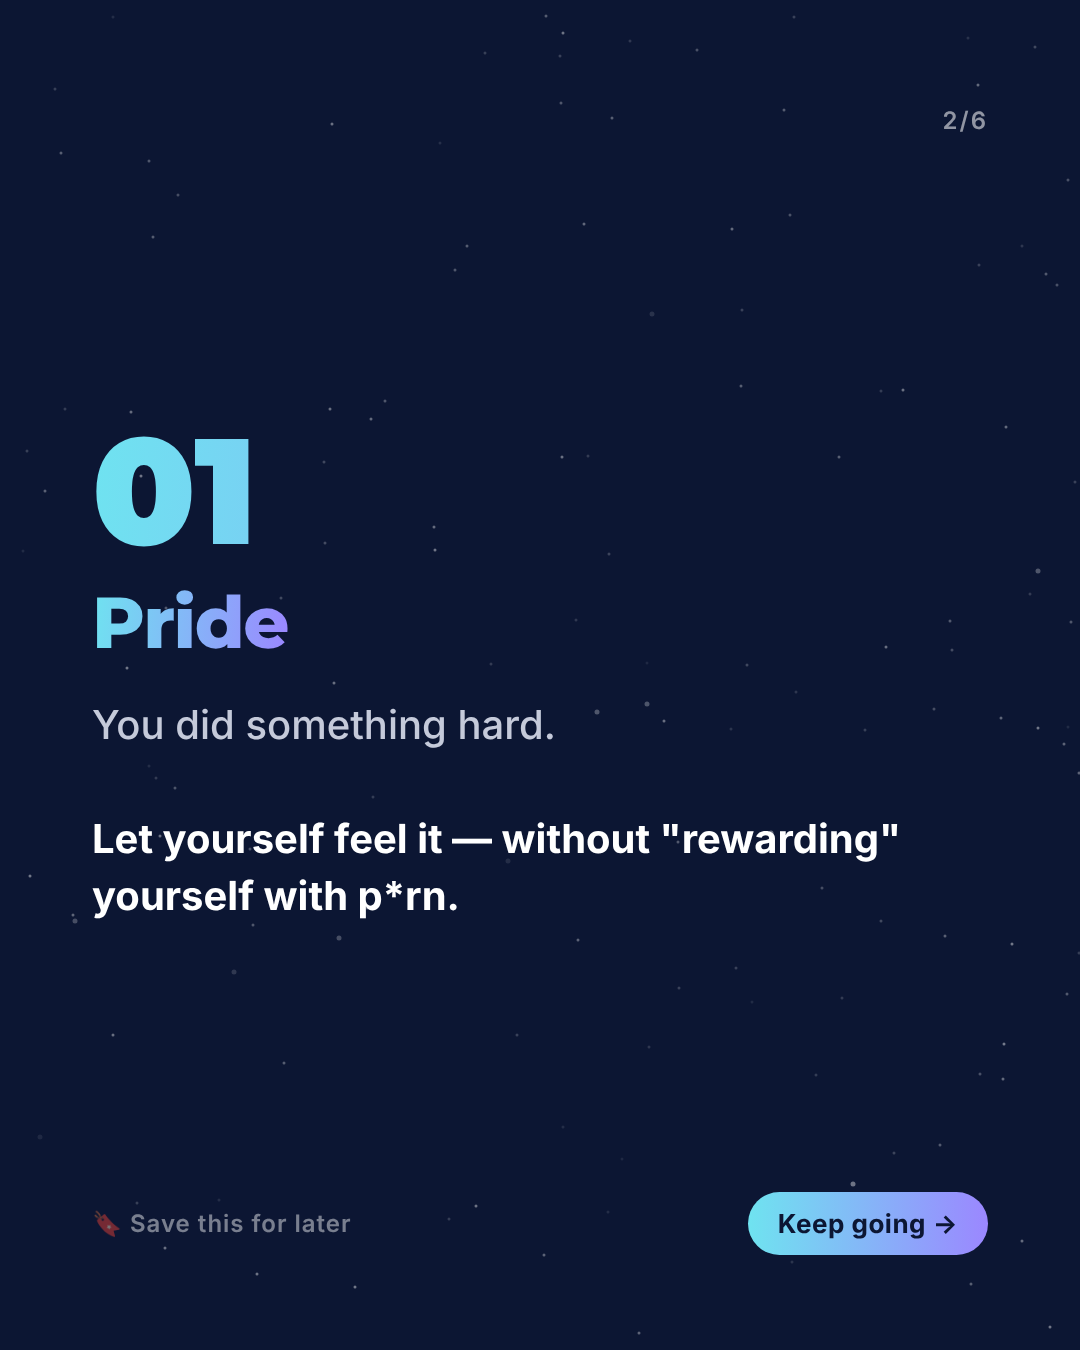 2/6
01
Pride
You did something hard.
Let yourself feel it — without "rewarding"
yourself with p*rn.
🔖 Save this for later
Keep going →